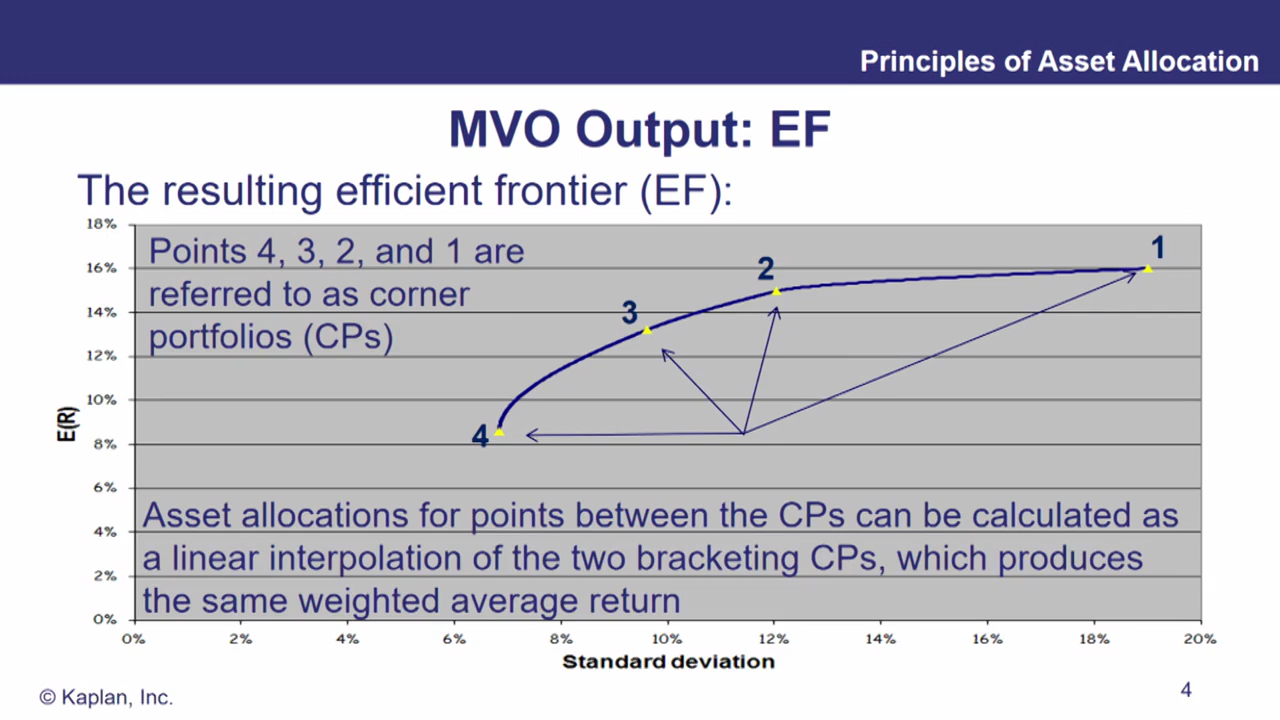 Principles of Asset Allocation
MVO Output: EF
The resulting efficient frontier (EF):
18%
16%
14%
12%
10%
8%
6%
4%
2%
0%
E(R)
Points 4, 3, 2, and 1 are
referred to as corner
portfolios (CPs)
1
2
3
4
Asset allocations for points between the CPs can be calculated as
a linear interpolation of the two bracketing CPs, which produces
the same weighted average return
0% 2% 4% 6% 8% 10% 12% 14% 16% 18% 20%
Standard deviation
© Kaplan, Inc.
4